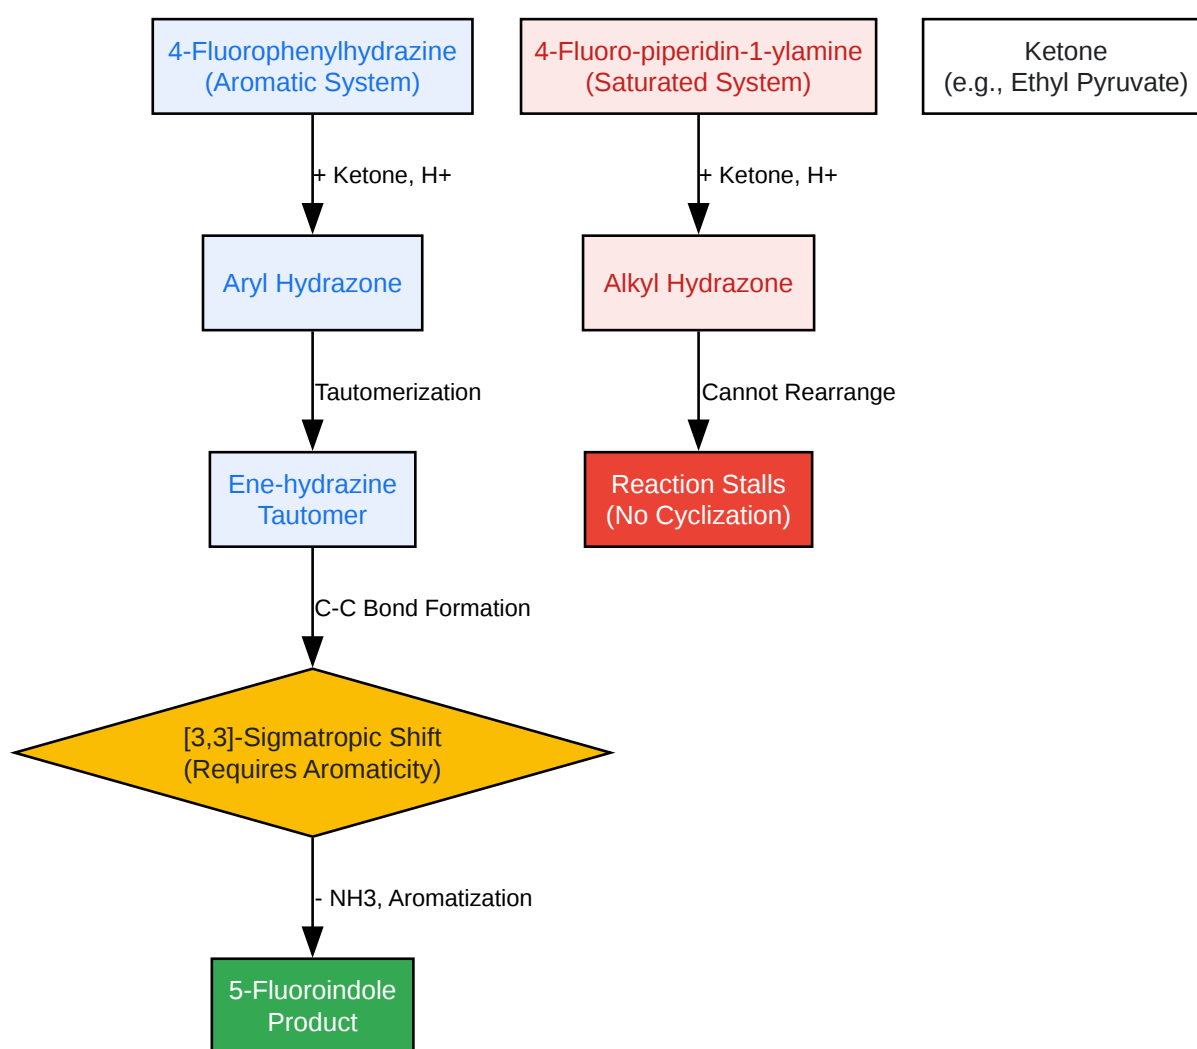 4-Fluorophenylhydrazine
(Aromatic System)
4-Fluoro-piperidin-1-ylamine
(Saturated System)
Ketone
(e.g., Ethyl Pyruvate)
+ Ketone, H+
+ Ketone, H+
Aryl Hydrazone
Alkyl Hydrazone
Tautomerization
Cannot Rearrange
Ene-hydrazine
Tautomer
Reaction Stalls
(No Cyclization)
C-C Bond Formation
[3,3]-Sigmatropic Shift
(Requires Aromaticity)
- NH3, Aromatization
5-Fluoroindole
Product